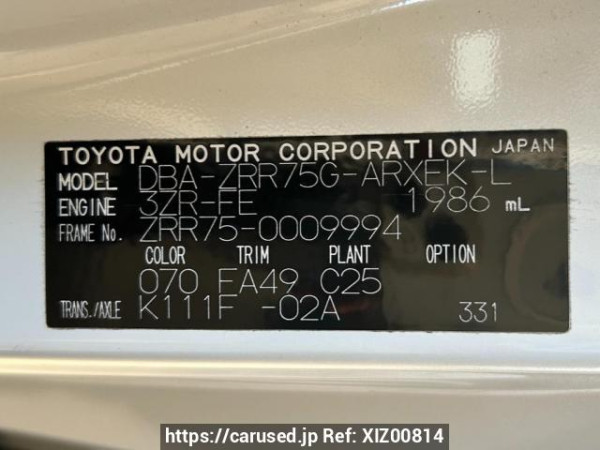 TOYOTA MOTOR CORPORATION JAPAN
MODEL DBA-ZRR75G-ARXEK-L
ENGINE 3ZR-FE 1986 mL
FRAME No. ZRR75-0009994
COLOR TRIM PLANT OPTION
070 FA49 C25
TRANS./AXLE K111F -02A 331
https://carused.jp Ref: XIZ00814